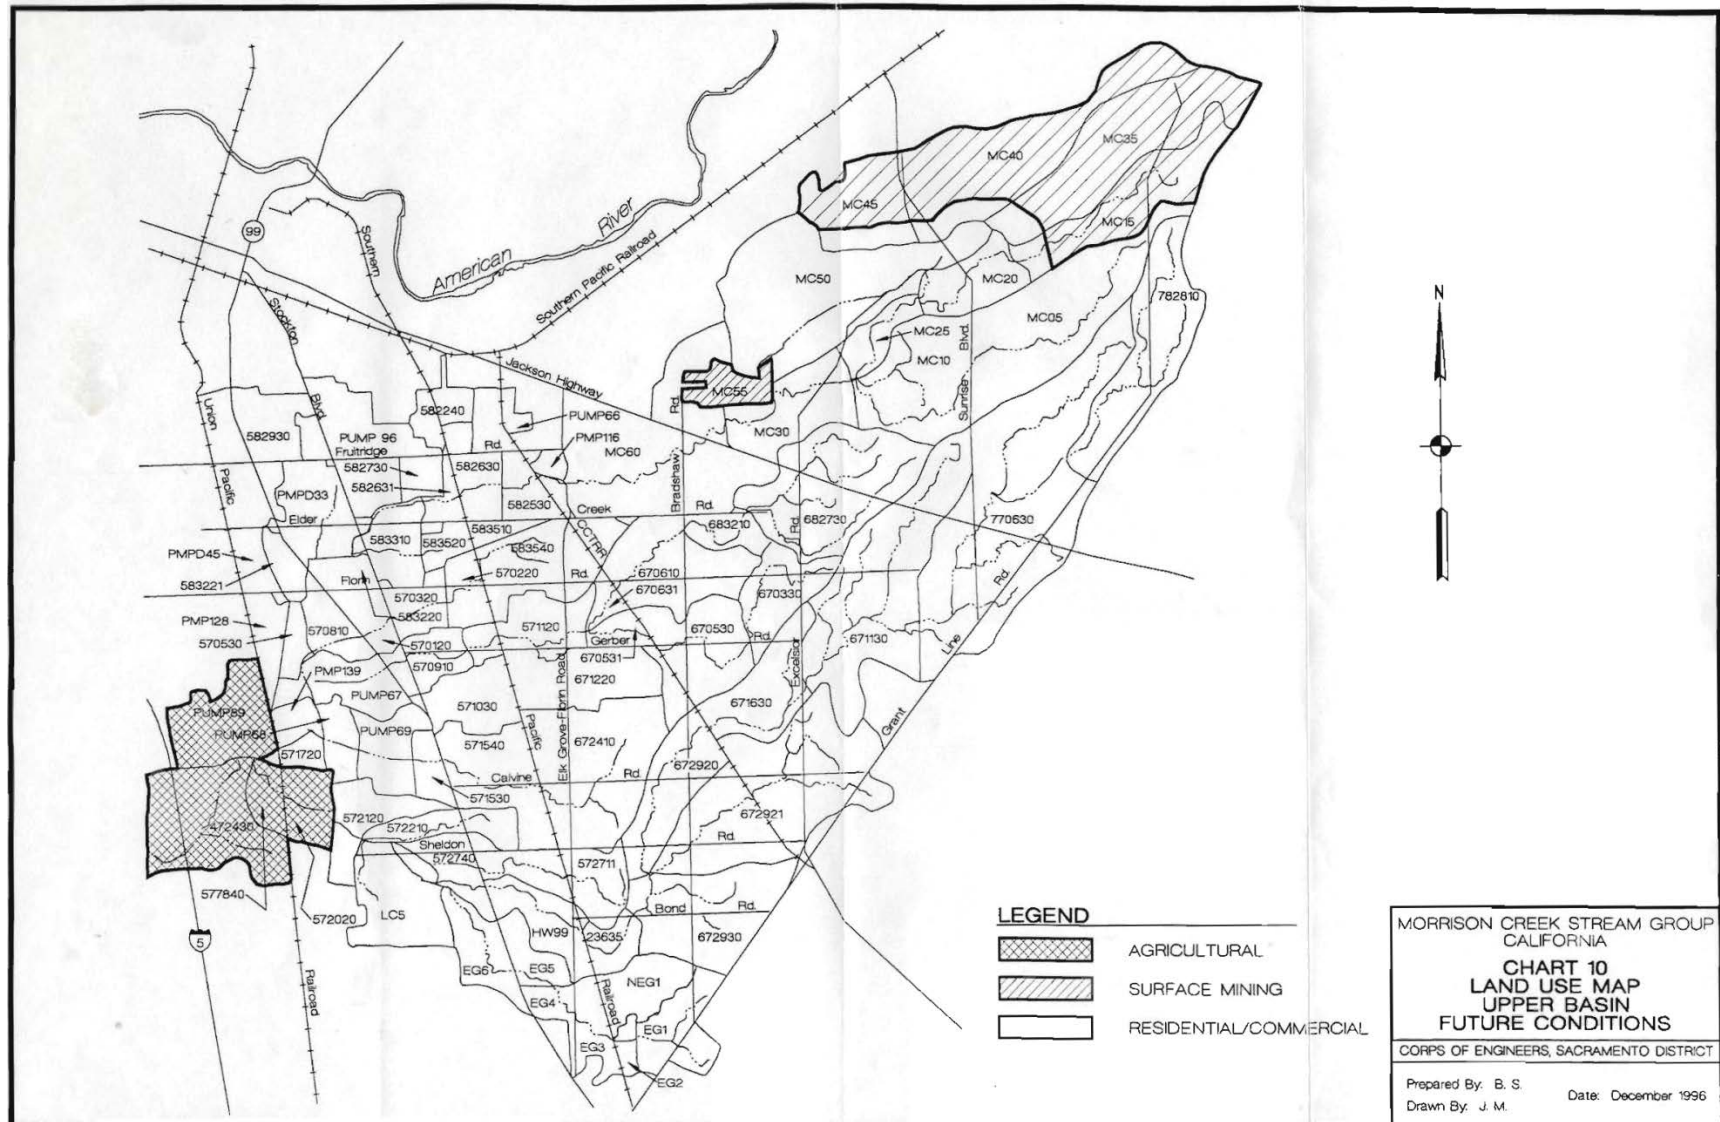 MC35
MC40
MC45
MC15
99
American River
Southern Pacific Railroad
Southern
Pacific
MC50
MC20
782810
MC05
MC25
MC10
Sunrise Blvd.
Stockton
Blvd.
Jackson Highway
MC55
Union
Pacific
Railroad
582240
PUMP66
582930
PUMP 96
PMP116
MC60
MC30
Fruitridge Rd.
582730
582630
582631
Bradshaw Rd.
PMPD33
582530
Elder Creek Rd.
583510
683210
682730
770630
583310
583520
583540
CCTRR
PMPD45
583221
Florin Rd.
570220
670610
670631
670330
570320
583220
PMP128
570530
570810
570120
571120
Gerber Rd.
670530
671130
570910
670531
PMP139
671220
Excelsior Rd.
Grant Line Rd.
PUMP67
PUMP89
PUMP68
PUMP69
571030
671630
571720
571540
672410
Elk Grove-Florin Road
672920
Calvine Rd.
571530
672921
472430
572120
572210
Sheldon Rd.
572740
572711
577840
572020
LC5
Bond Rd.
HW99
23635
672930
5
EG6
EG5
NEG1
EG4
Railroad
EG1
EG3
EG2
N
LEGEND
AGRICULTURAL
SURFACE MINING
RESIDENTIAL/COMMERCIAL
MORRISON CREEK STREAM GROUP
CALIFORNIA
CHART 10
LAND USE MAP
UPPER BASIN
FUTURE CONDITIONS
CORPS OF ENGINEERS, SACRAMENTO DISTRICT
Prepared By: B. S.
Date: December 1996
Drawn By: J. M.